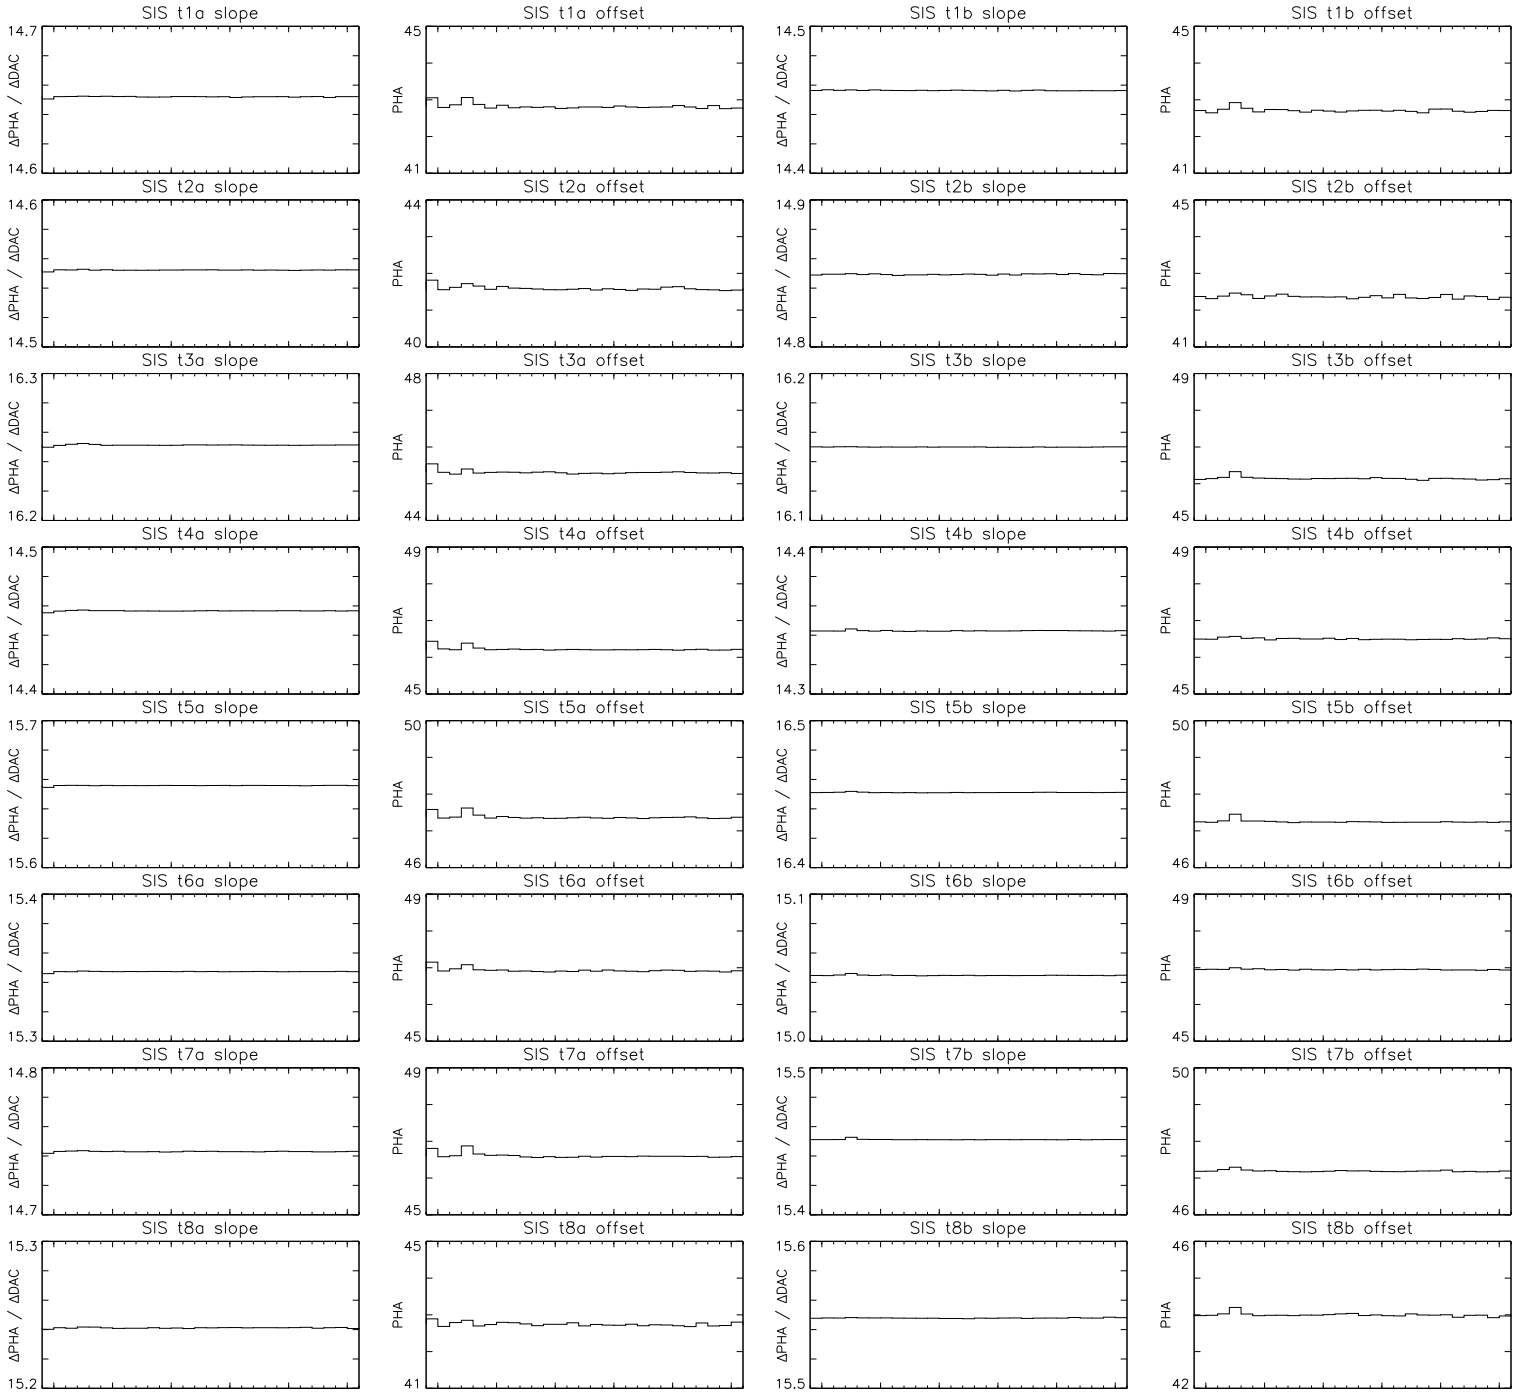 SIS t1a slope SIS t1a offset SIS t1b slope SIS t1b offset
14.7 45 14.5 45
ΔPHA / ΔDAC PHA ΔPHA / ΔDAC PHA
14.6 41 14.4 41
SIS t2a slope SIS t2a offset SIS t2b slope SIS t2b offset
14.6 44 14.9 45
ΔPHA / ΔDAC PHA ΔPHA / ΔDAC PHA
14.5 40 14.8 41
SIS t3a slope SIS t3a offset SIS t3b slope SIS t3b offset
16.3 48 16.2 49
ΔPHA / ΔDAC PHA ΔPHA / ΔDAC PHA
16.2 44 16.1 45
SIS t4a slope SIS t4a offset SIS t4b slope SIS t4b offset
14.5 49 14.4 49
ΔPHA / ΔDAC PHA ΔPHA / ΔDAC PHA
14.4 45 14.3 45
SIS t5a slope SIS t5a offset SIS t5b slope SIS t5b offset
15.7 50 16.5 50
ΔPHA / ΔDAC PHA ΔPHA / ΔDAC PHA
15.6 46 16.4 46
SIS t6a slope SIS t6a offset SIS t6b slope SIS t6b offset
15.4 49 15.1 49
ΔPHA / ΔDAC PHA ΔPHA / ΔDAC PHA
15.3 45 15.0 45
SIS t7a slope SIS t7a offset SIS t7b slope SIS t7b offset
14.8 49 15.5 50
ΔPHA / ΔDAC PHA ΔPHA / ΔDAC PHA
14.7 45 15.4 46
SIS t8a slope SIS t8a offset SIS t8b slope SIS t8b offset
15.3 45 15.6 46
ΔPHA / ΔDAC PHA ΔPHA / ΔDAC PHA
15.2 41 15.5 42